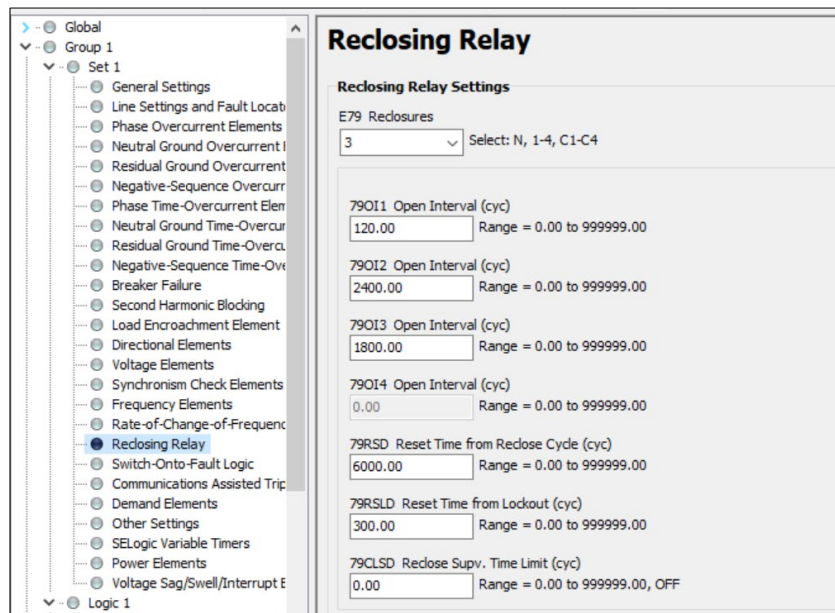 Global
Group 1
Set 1
General Settings
Line Settings and Fault Locat
Phase Overcurrent Elements
Neutral Ground Overcurrent
Residual Ground Overcurrent
Negative-Sequence Overcurr
Phase Time-Overcurrent Elem
Neutral Ground Time-Overcur
Residual Ground Time-Overcu
Negative-Sequence Time-Ove
Breaker Failure
Second Harmonic Blocking
Load Encroachment Element
Directional Elements
Voltage Elements
Synchronism Check Elements
Frequency Elements
Rate-of-Change-of-Frequenc
Reclosing Relay
Switch-Onto-Fault Logic
Communications Assisted Trip
Demand Elements
Other Settings
SELogic Variable Timers
Power Elements
Voltage Sag/Swell/Interrupt E
Logic 1
Reclosing Relay
Reclosing Relay Settings
E79 Reclosures
3 Select: N, 1-4, C1-C4
79OI1 Open Interval (cyc)
120.00 Range = 0.00 to 999999.00
79OI2 Open Interval (cyc)
2400.00 Range = 0.00 to 999999.00
79OI3 Open Interval (cyc)
1800.00 Range = 0.00 to 999999.00
79OI4 Open Interval (cyc)
0.00 Range = 0.00 to 999999.00
79RSD Reset Time from Reclose Cycle (cyc)
6000.00 Range = 0.00 to 999999.00
79RSLD Reset Time from Lockout (cyc)
300.00 Range = 0.00 to 999999.00
79CLSD Reclose Supv. Time Limit (cyc)
0.00 Range = 0.00 to 999999.00, OFF